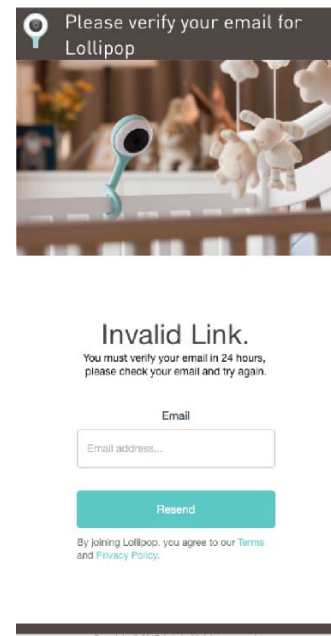 Please verify your email for
Lollipop
Invalid Link.
You must verify your email in 24 hours,
please check your email and try again.
Email
Email address...
Resend
By joining Lollipop, you agree to our Terms
and Privacy Policy.